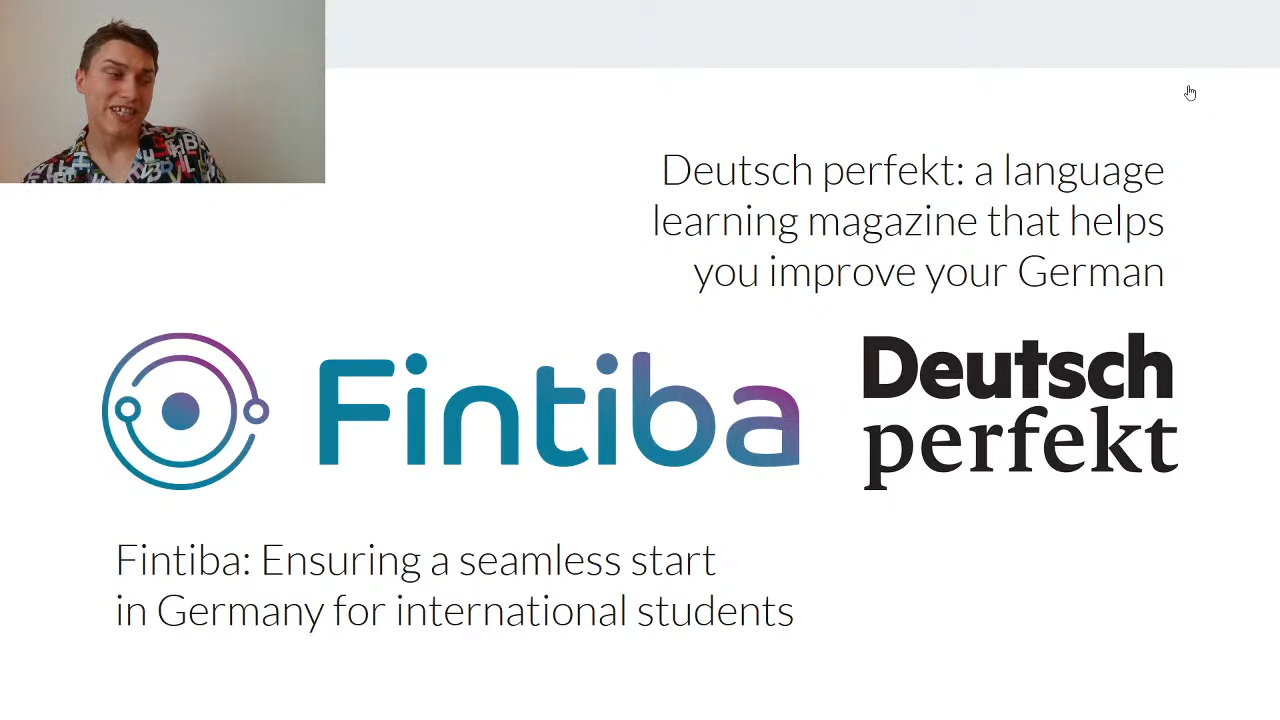 Deutsch perfekt: a language
learning magazine that helps
you improve your German
Fintiba
Deutsch
perfekt
Fintiba: Ensuring a seamless start
in Germany for international students